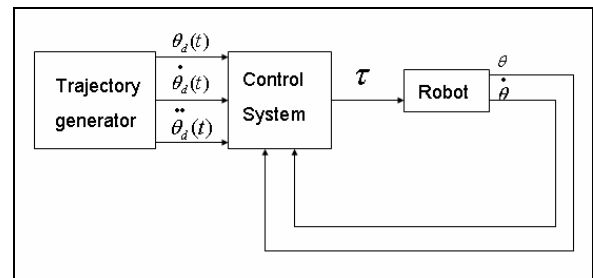 θ_d(t)
Trajectory
generator
θ̇_d(t)
θ̈_d(t)
Control
System
τ
Robot
θ
θ̇